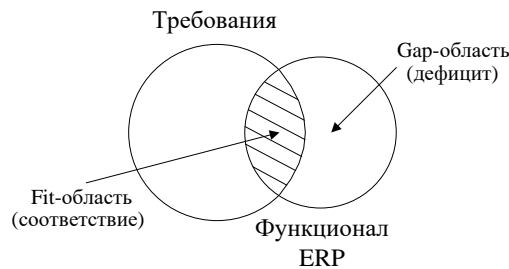 Требования
Gap-область
(дефицит)
Fit-область
(соответствие)
Функционал
ERP